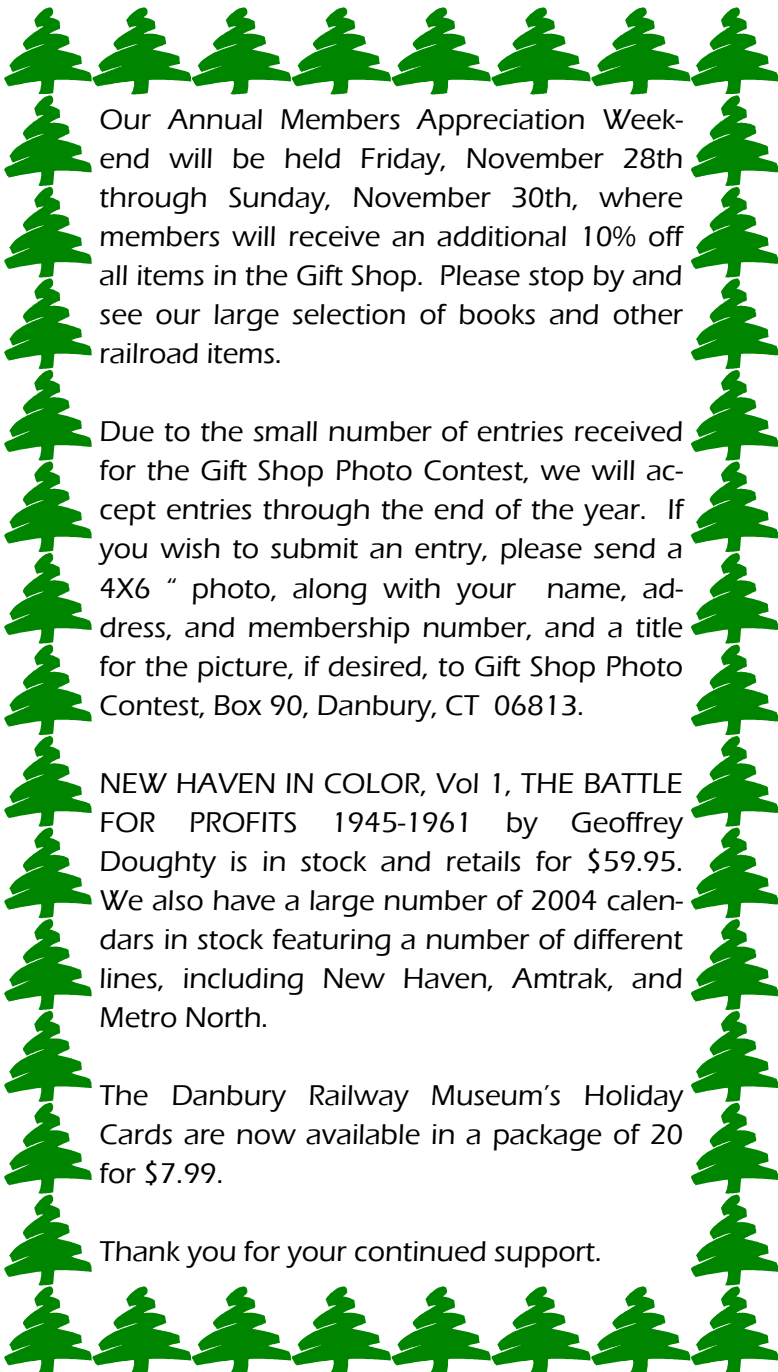 Our Annual Members Appreciation Week-
end will be held Friday, November 28th
through Sunday, November 30th, where
members will receive an additional 10% off
all items in the Gift Shop.  Please stop by and
see our large selection of books and other
railroad items.
Due to the small number of entries received
for the Gift Shop Photo Contest, we will ac-
cept entries through the end of the year.  If
you wish to submit an entry, please send a
4X6 “ photo, along with your  name, ad-
dress, and membership number, and a title
for the picture, if desired, to Gift Shop Photo
Contest, Box 90, Danbury, CT  06813.
NEW HAVEN IN COLOR, Vol 1, THE BATTLE
FOR PROFITS 1945-1961 by Geoffrey
Doughty is in stock and retails for $59.95.
We also have a large number of 2004 calen-
dars in stock featuring a number of different
lines, including New Haven, Amtrak, and
Metro North.
The Danbury Railway Museum’s Holiday
Cards are now available in a package of 20
for $7.99.
Thank you for your continued support.